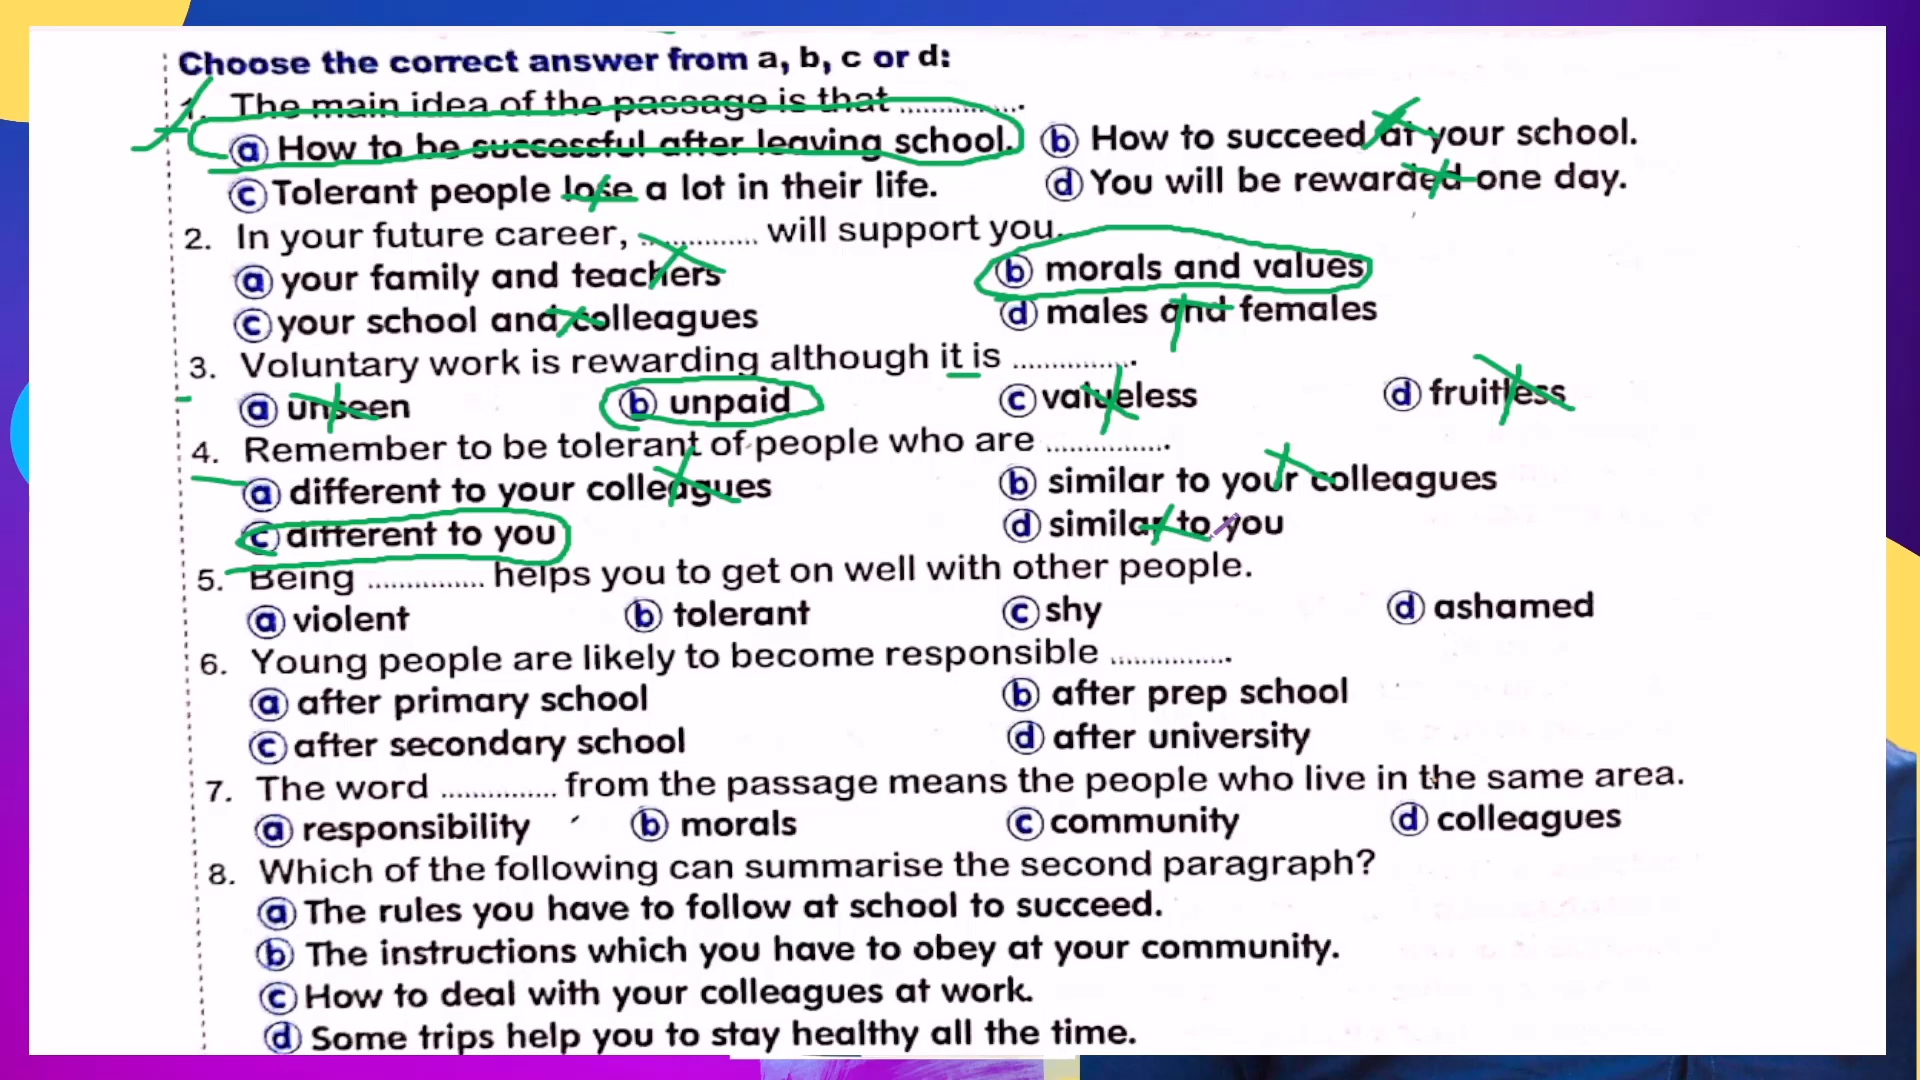 Choose the correct answer from a, b, c or d:
1. The main idea of the passage is that ...............
a How to be successful after leaving school. b How to succeed at your school.
c Tolerant people lose a lot in their life. d You will be rewarded one day.
2. In your future career, ............... will support you.
a your family and teachers b morals and values
c your school and colleagues d males and females
3. Voluntary work is rewarding although it is ...............
a unseen b unpaid c valueless d fruitless
4. Remember to be tolerant of people who are ...............
a different to your colleagues b similar to your colleagues
c different to you d similar to you
5. Being ............... helps you to get on well with other people.
a violent b tolerant c shy d ashamed
6. Young people are likely to become responsible ...............
a after primary school b after prep school
c after secondary school d after university
7. The word ............... from the passage means the people who live in the same area.
a responsibility b morals c community d colleagues
8. Which of the following can summarise the second paragraph?
a The rules you have to follow at school to succeed.
b The instructions which you have to obey at your community.
c How to deal with your colleagues at work.
d Some trips help you to stay healthy all the time.